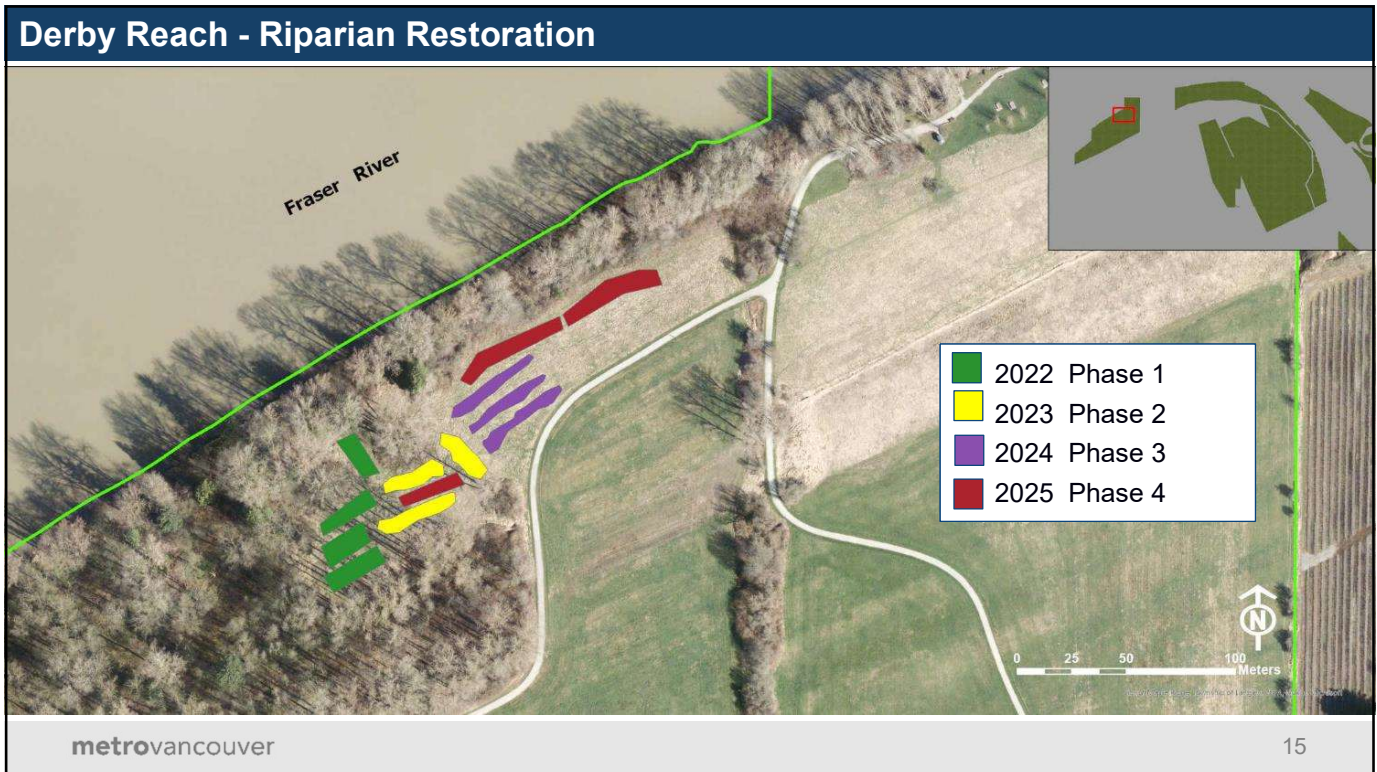 Derby Reach - Riparian Restoration
Fraser River
2022 Phase 1
2023 Phase 2
2024 Phase 3
2025 Phase 4
N
0 25 50 100
Meters
metrovancouver
15